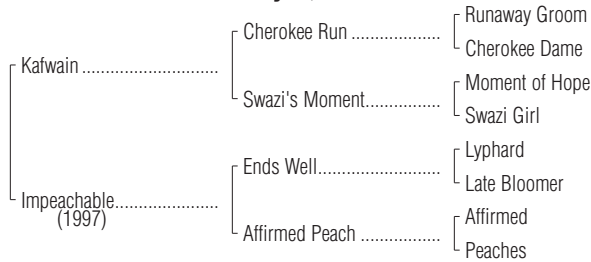 Runaway Groom
Cherokee Run ..................
Cherokee Dame
Kafwain ............................
Moment of Hope
Swazi's Moment...............
Swazi Girl
Lyphard
Ends Well.........................
Late Bloomer
Impeachable.....................
(1997)
Affirmed
Affirmed Peach ................
Peaches